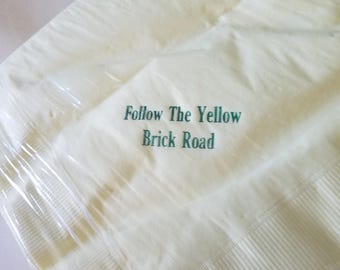 Follow The Yellow
Brick Road